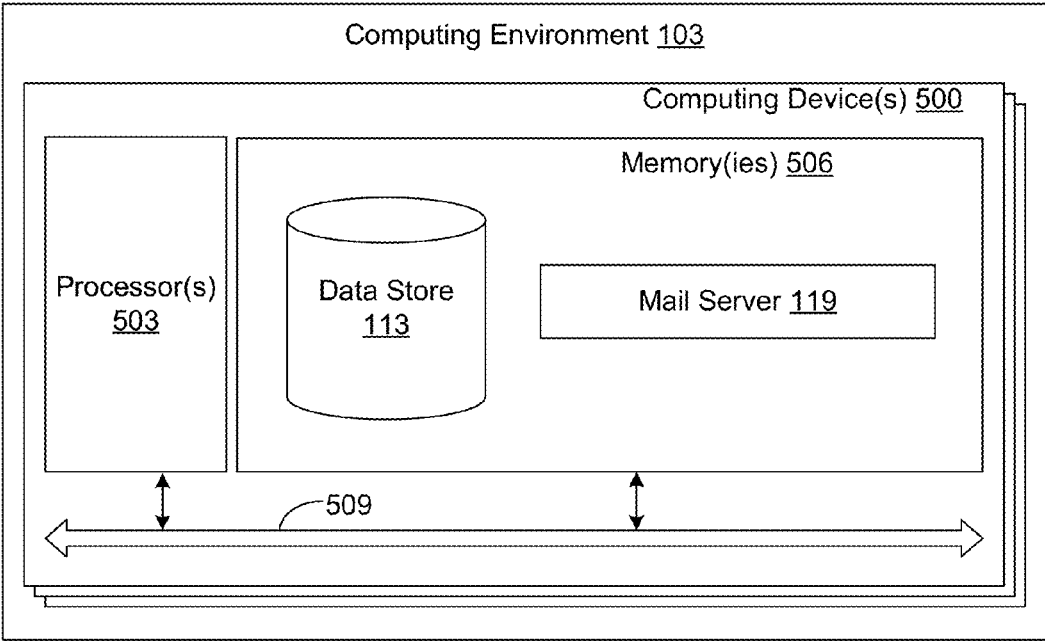 Computing Environment 103
Computing Device(s) 500
Memory(ies) 506
Processor(s)
503
Data Store
113
Mail Server 119
509